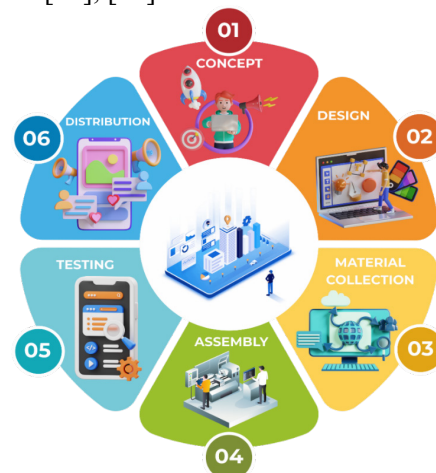 01
CONCEPT
DESIGN
02
MATERIAL
COLLECTION
03
ASSEMBLY
04
TESTING
05
DISTRIBUTION
06